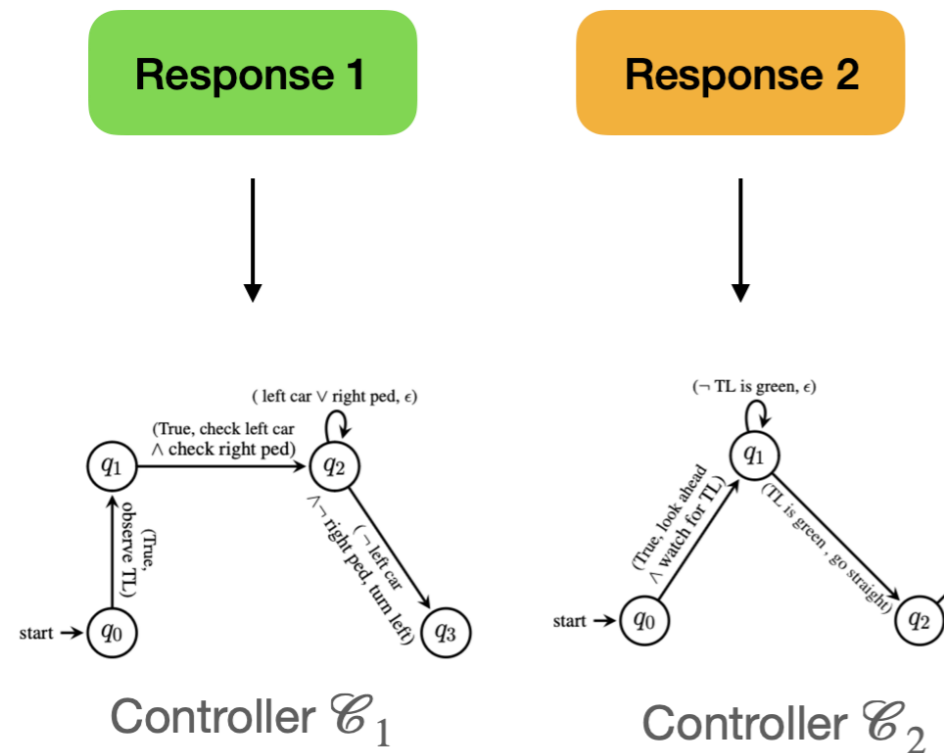 Response 1
Response 2
( left car ∨ right ped, ϵ)
(True, check left car
∧ check right ped)
q1
q2
(True,
observe TL)
(¬ left car
∧¬ right ped, turn left)
start
q0
q3
Controller 𝒞1
(¬ TL is green, ϵ)
q1
(True, look ahead
∧ watch for TL)
(TL is green , go straight)
start
q0
q2
Controller 𝒞2